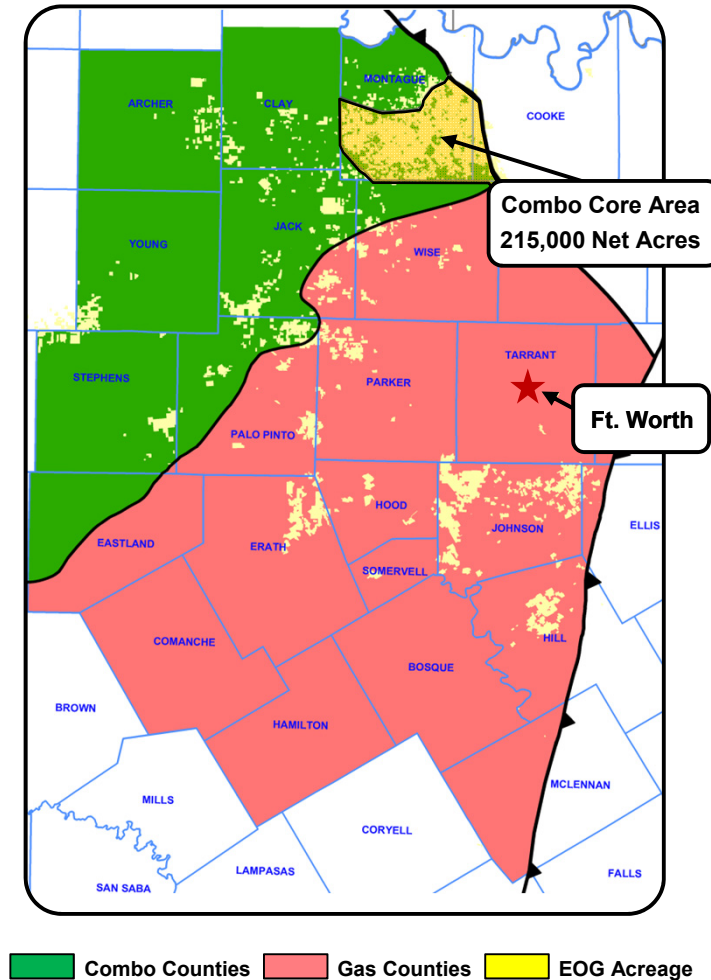 MONTAGUE
ARCHER
CLAY
COOKE
Combo Core Area
215,000 Net Acres
JACK
YOUNG
WISE
TARRANT
STEPHENS
PARKER
Ft. Worth
PALO PINTO
HOOD
JOHNSON
ELLIS
EASTLAND
ERATH
SOMERVELL
COMANCHE
HILL
BOSQUE
BROWN
HAMILTON
MCLENNAN
MILLS
CORYELL
LAMPASAS
FALLS
SAN SABA
Combo Counties
Gas Counties
EOG Acreage